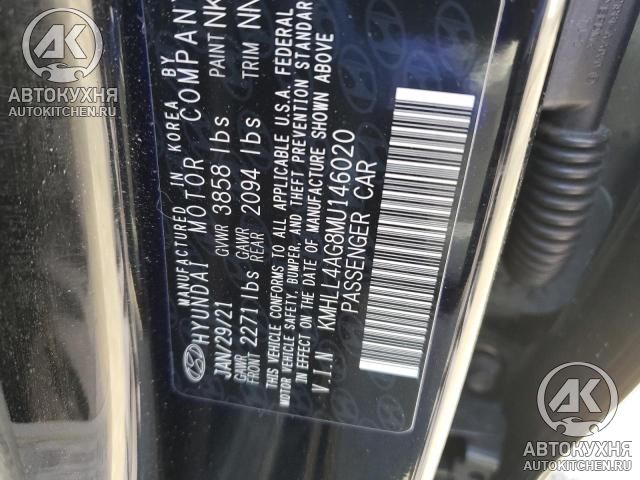 MANUFACTURED IN KOREA BY
HYUNDAI MOTOR COMPANY
JAN/29/21 GVWR 3858 lbs PAINT NK
GAWR FRONT 2271 lbs GAWR REAR 2094 lbs TRIM NN
THIS VEHICLE CONFORMS TO ALL APPLICABLE U.S.A. FEDERAL
MOTOR VEHICLE SAFETY, BUMPER, AND THEFT PREVENTION STANDARDS
IN EFFECT ON THE DATE OF MANUFACTURE SHOWN ABOVE
V.I.N KMHLL4AG8MU146020
PASSENGER CAR
АК
АВТОКУХНЯ
AUTOKITCHEN.RU
АК
АВТОКУХНЯ
AUTOKITCHEN.RU